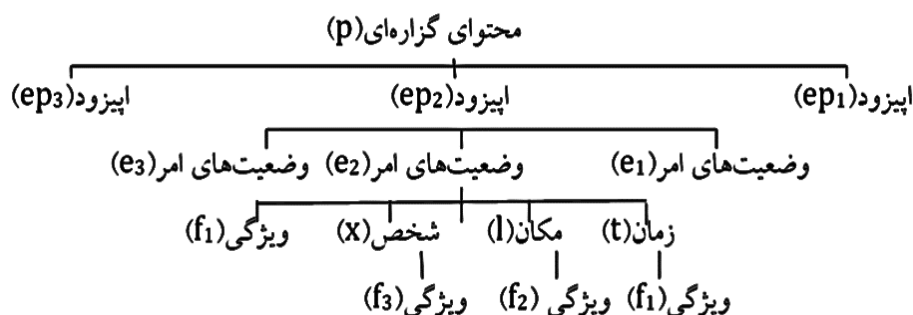 محتوای گزاره‌ای(p)
اپیزود(ep1) اپیزود(ep2) اپیزود(ep3)
وضعیت‌های امر(e1) وضعیت‌های امر(e2) وضعیت‌های امر(e3)
زمان(t) مکان(l) شخص(x) ویژگی(f1)
ویژگی(f1) ویژگی (f2) ویژگی(f3)